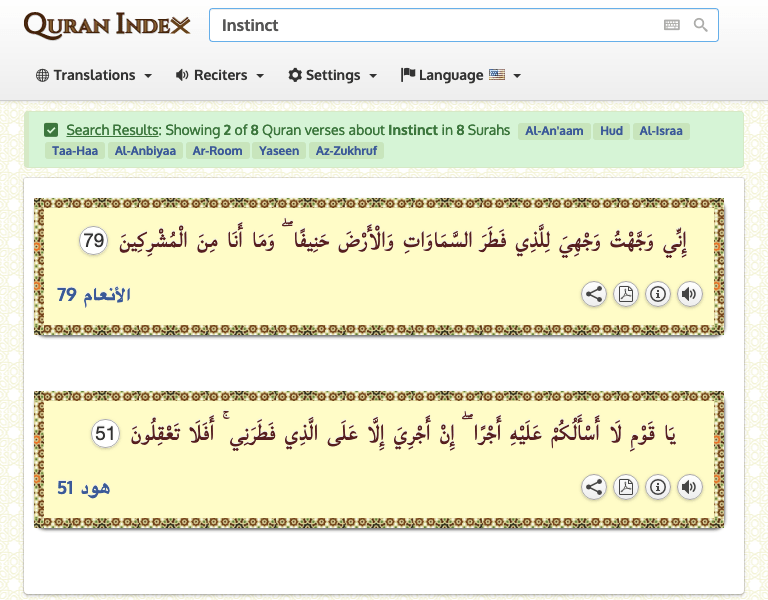 QURAN INDEX
Instinct
Translations Reciters Settings Language
Search Results: Showing 2 of 8 Quran verses about Instinct in 8 Surahs Al-An'aam Hud Al-Israa
Taa-Haa Al-Anbiyaa Ar-Room Yaseen Az-Zukhruf
إِنِّي وَجَّهْتُ وَجْهِيَ لِلَّذِي فَطَرَ السَّمَاوَاتِ وَالْأَرْضَ حَنِيفًا ۖ وَمَا أَنَا مِنَ الْمُشْرِكِينَ 79
الأنعام 79
يَا قَوْمِ لَا أَسْأَلُكُمْ عَلَيْهِ أَجْرًا ۖ إِنْ أَجْرِيَ إِلَّا عَلَى الَّذِي فَطَرَنِي ۚ أَفَلَا تَعْقِلُونَ 51
هود 51